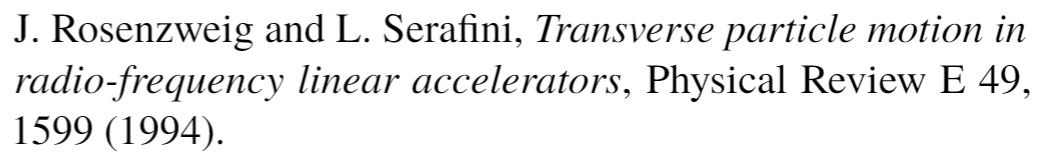 J. Rosenzweig and L. Serafini, Transverse particle motion in
radio-frequency linear accelerators, Physical Review E 49,
1599 (1994).